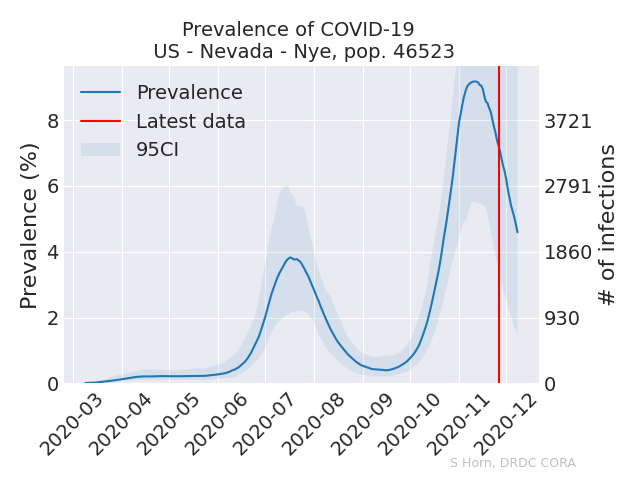 Prevalence of COVID-19
US - Nevada - Nye, pop. 46523
Prevalence
Latest data
95CI
Prevalence (%)
8
6
4
2
0
3721
2791
1860
930
0
# of infections
2020-03
2020-04
2020-05
2020-06
2020-07
2020-08
2020-09
2020-10
2020-11
2020-12
S Horn, DRDC CORA